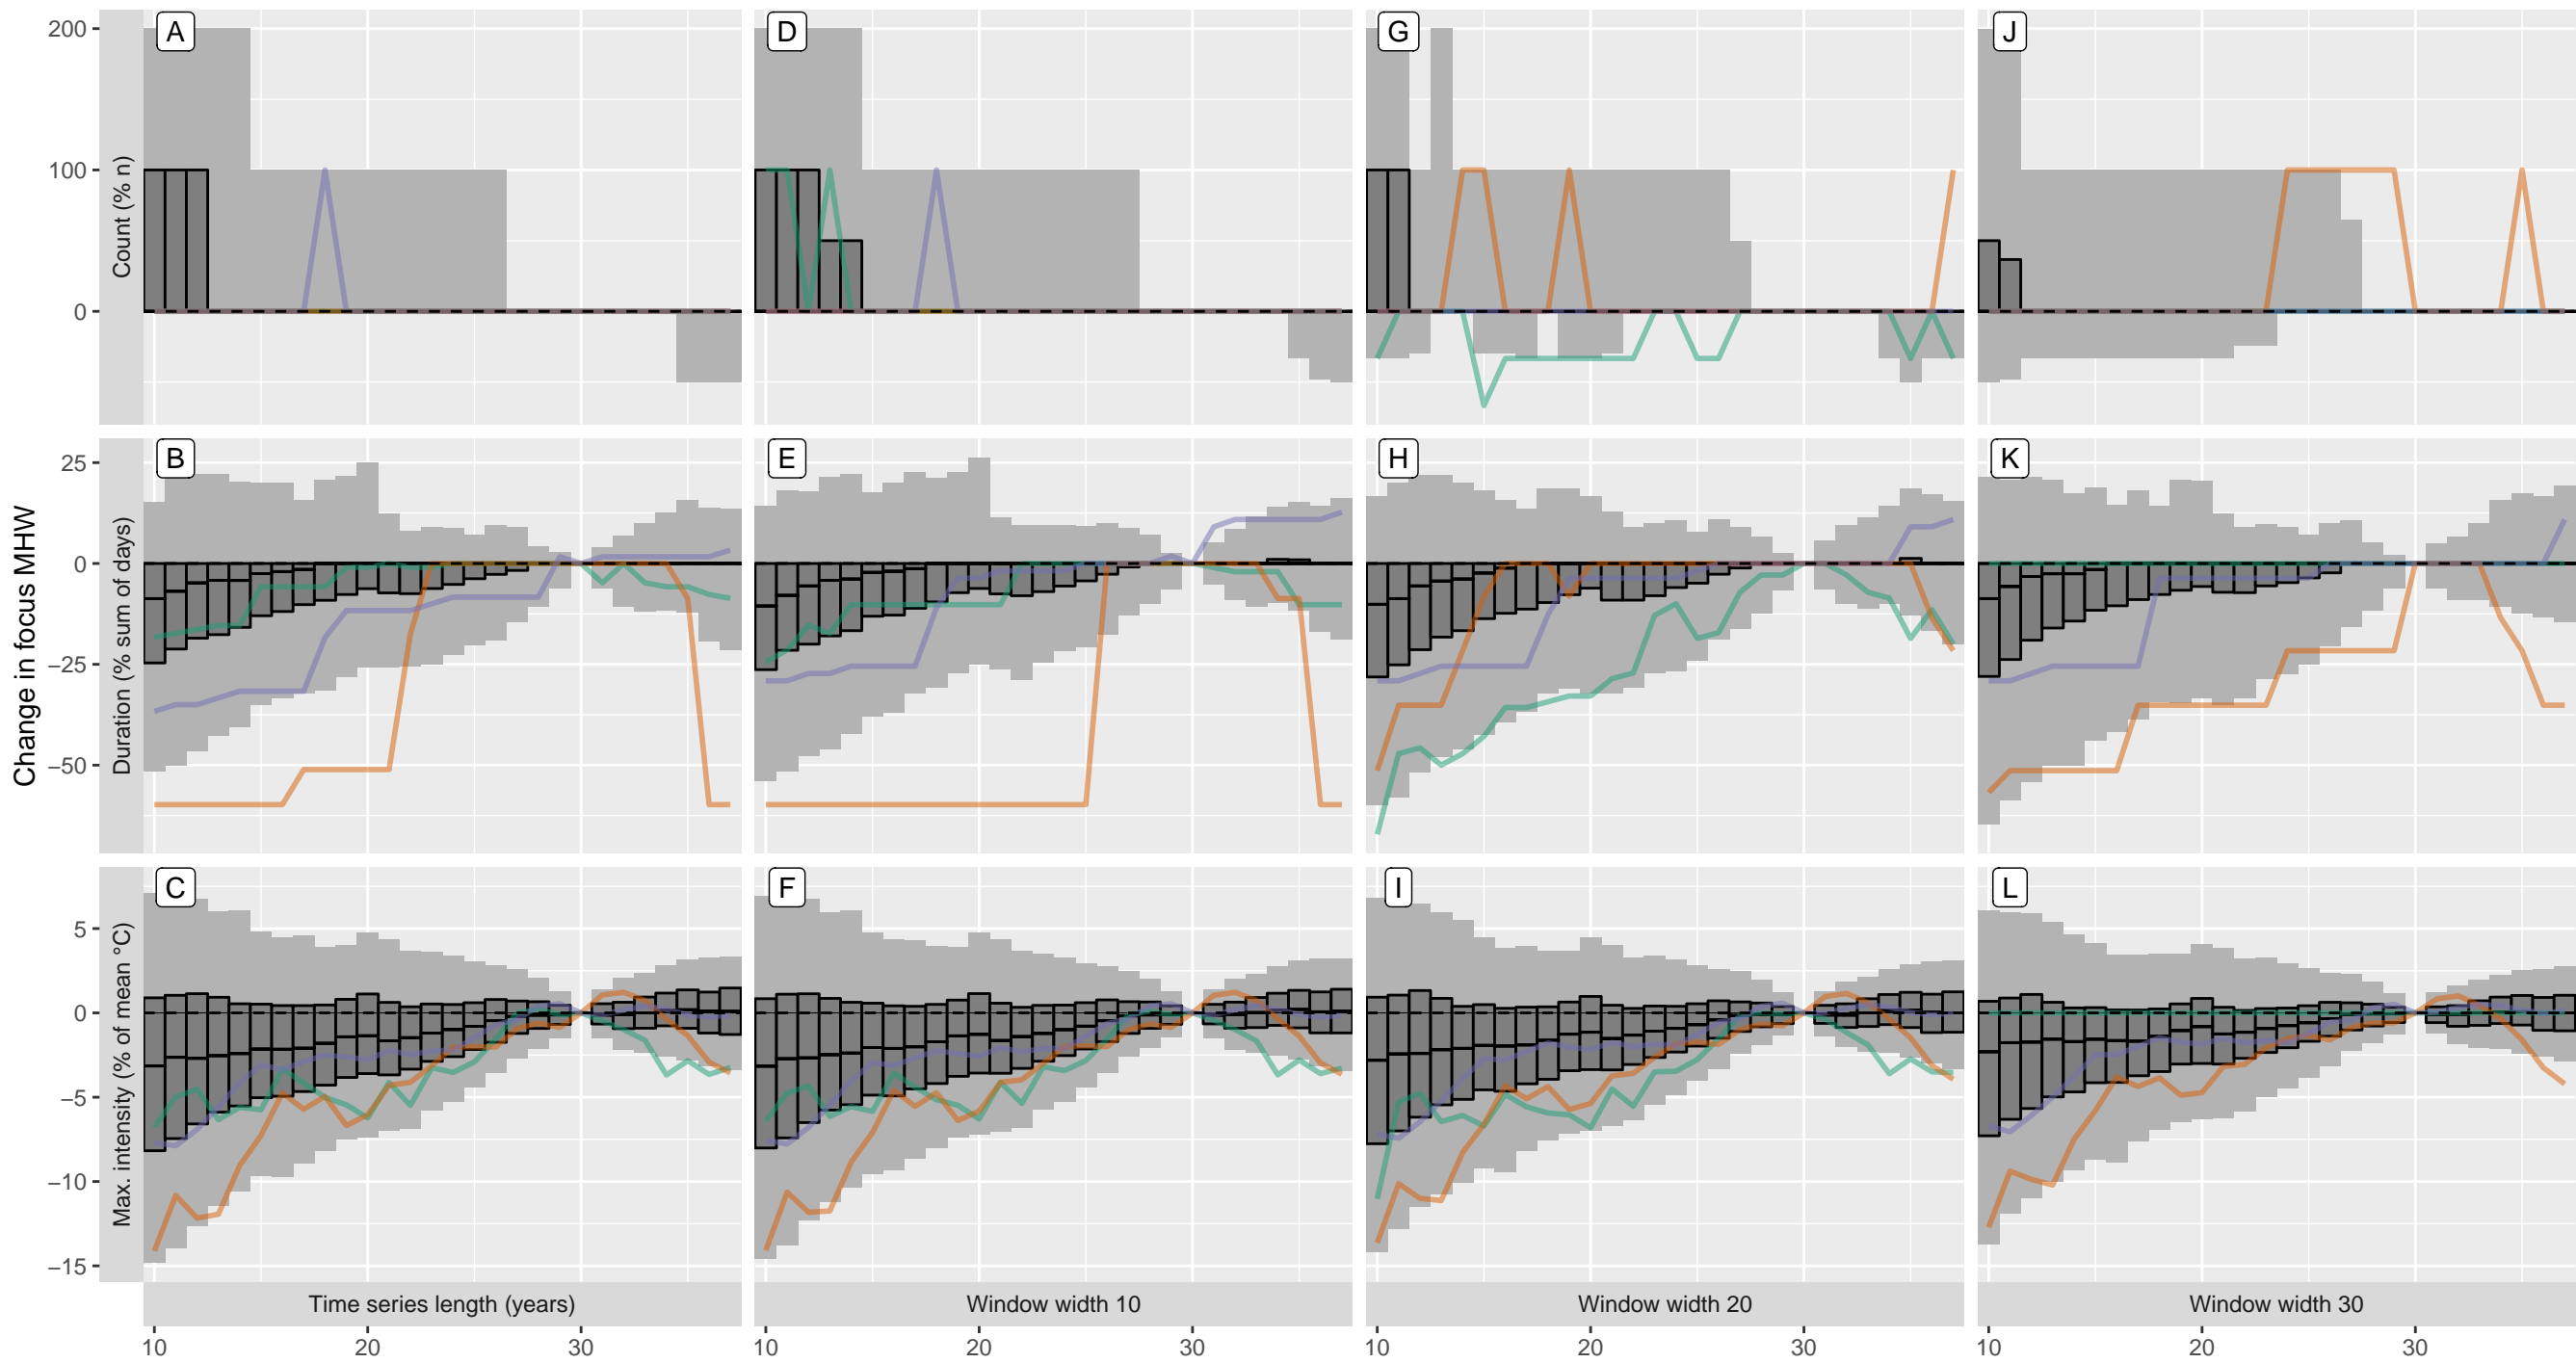 Change in focus MHW
Count (% n)
200
100
0
A
D
G
J
Duration (% sum of days)
25
0
−25
−50
B
E
H
K
Max. intensity (% of mean °C)
5
0
−5
−10
−15
C
F
I
L
Time series length (years)
Window width 10
Window width 20
Window width 30
10
20
30
10
20
30
10
20
30
10
20
30